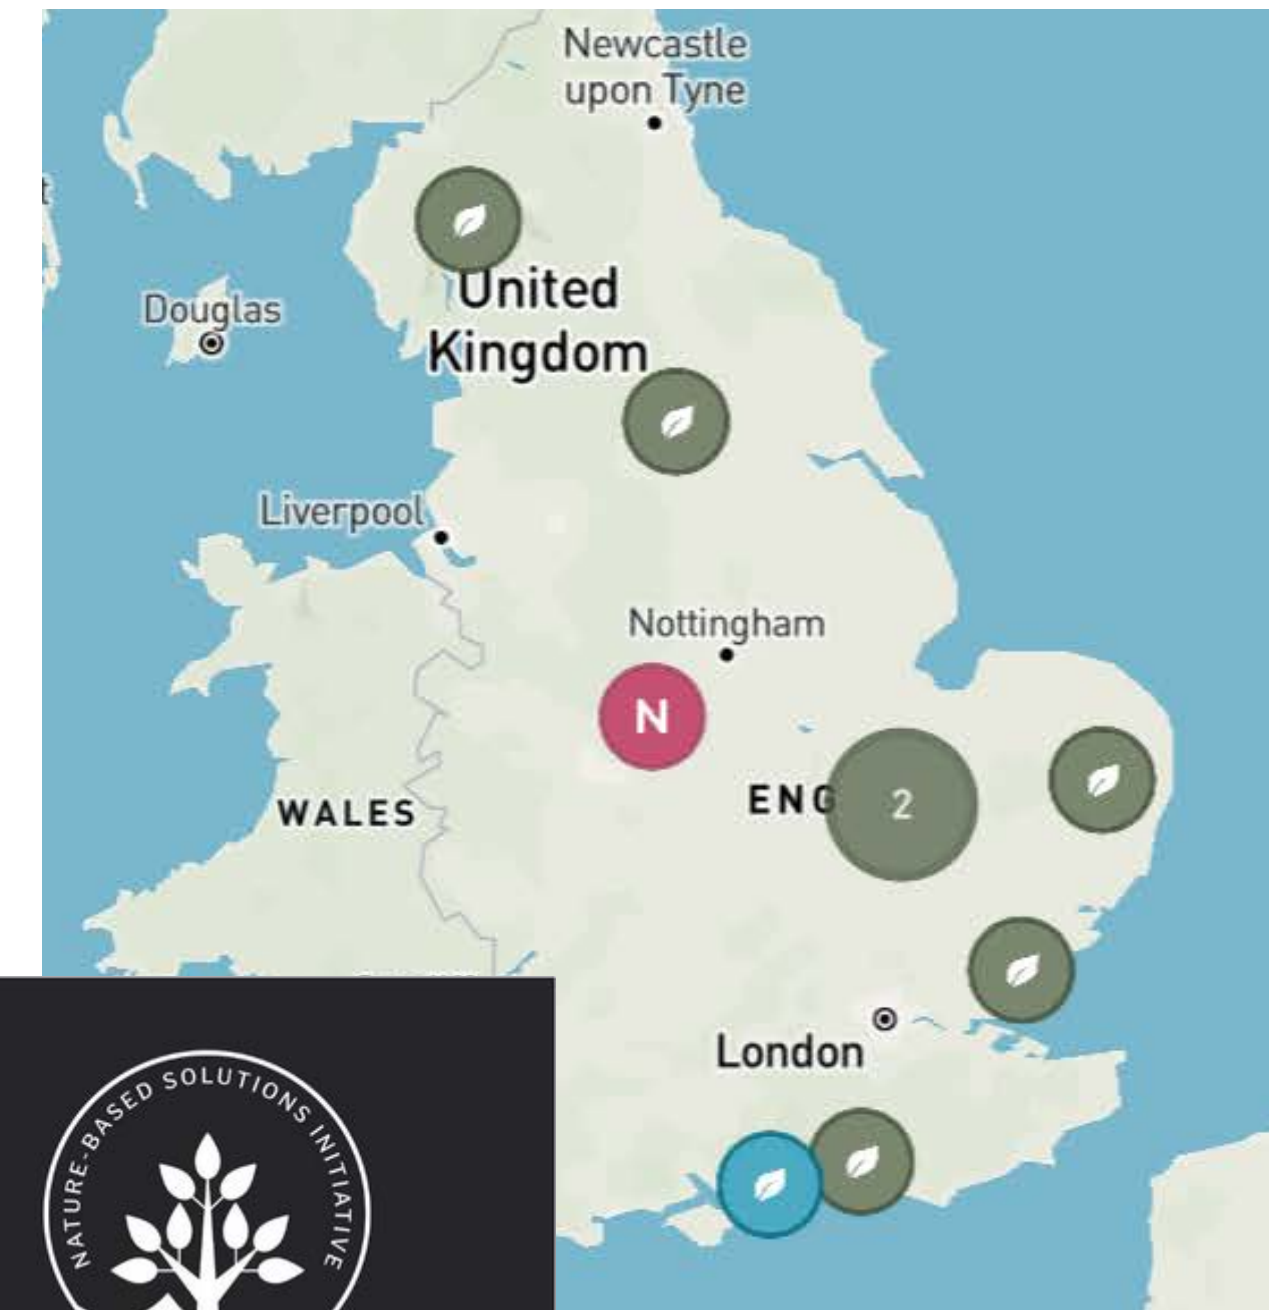 Newcastle
upon Tyne
t
United
Kingdom
Douglas
Liverpool
Nottingham
N
WALES
ENG
2
London
NATURE-BASED SOLUTIONS INITIATIVE